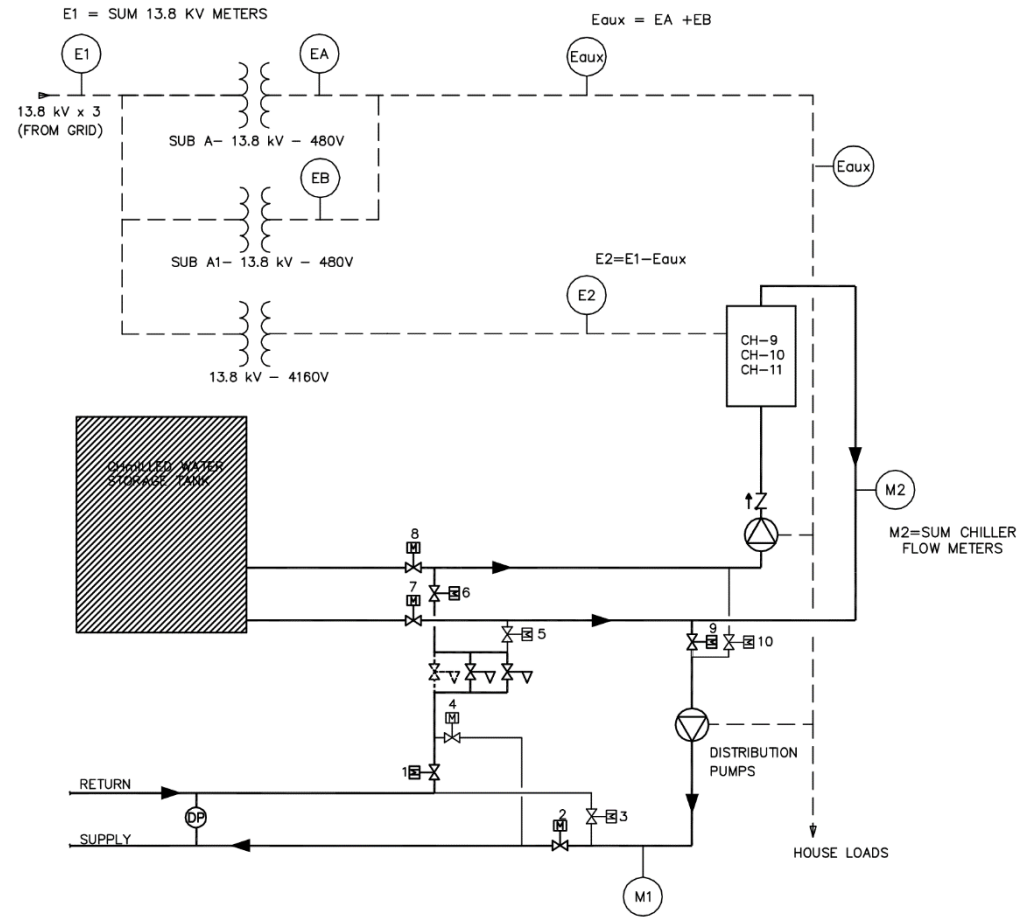 E1 = SUM 13.8 KV METERS
Eaux = EA +EB
E1
EA
Eaux
13.8 kV x 3
(FROM GRID)
SUB A- 13.8 kV - 480V
EB
Eaux
SUB A1- 13.8 kV - 480V
E2=E1-Eaux
E2
CH-9
CH-10
CH-11
13.8 kV - 4160V
STORAGE TANK
M2
M2=SUM CHILLER
FLOW METERS
8
M
6
7
M
5
9
10
4
M
DISTRIBUTION
PUMPS
1
RETURN
DP
2
M
3
SUPPLY
HOUSE LOADS
M1